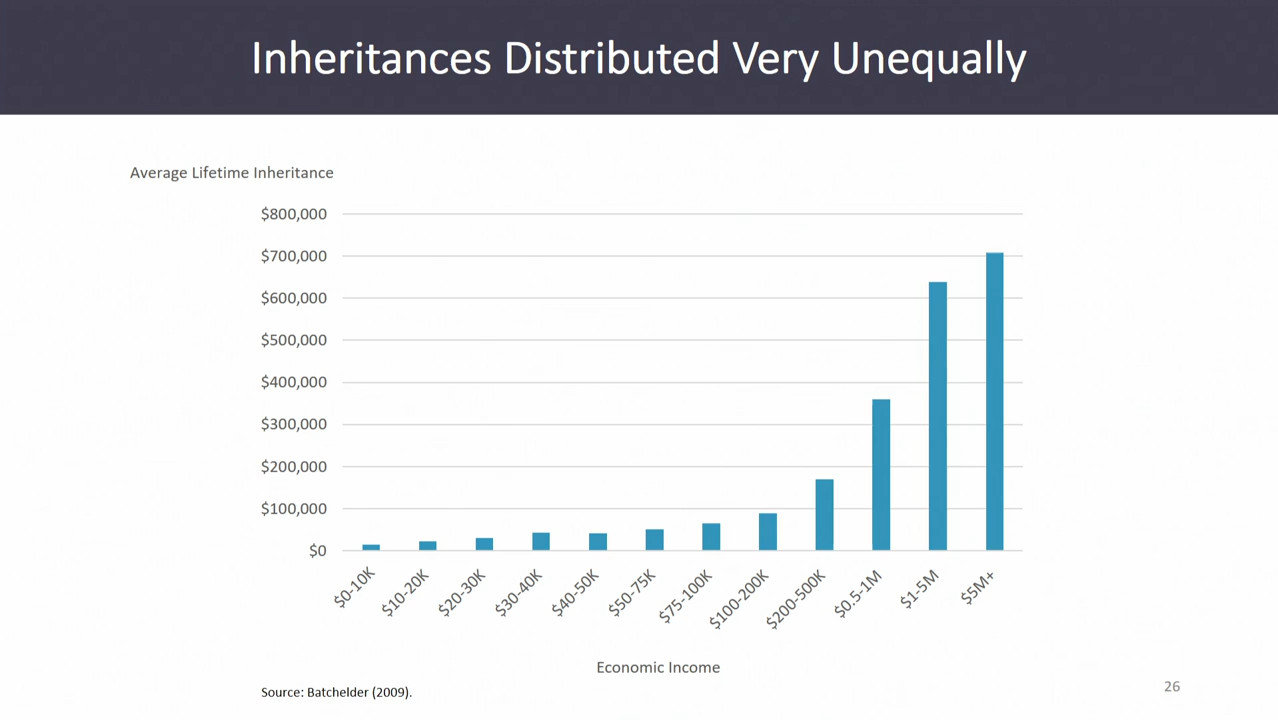 Inheritances Distributed Very Unequally
Average Lifetime Inheritance
$800,000
$700,000
$600,000
$500,000
$400,000
$300,000
$200,000
$100,000
$0
$0-10K
$10-20K
$20-30K
$30-40K
$40-50K
$50-75K
$75-100K
$100-200K
$200-500K
$0.5-1M
$1-5M
$5M+
Economic Income
Source: Batchelder (2009).
26